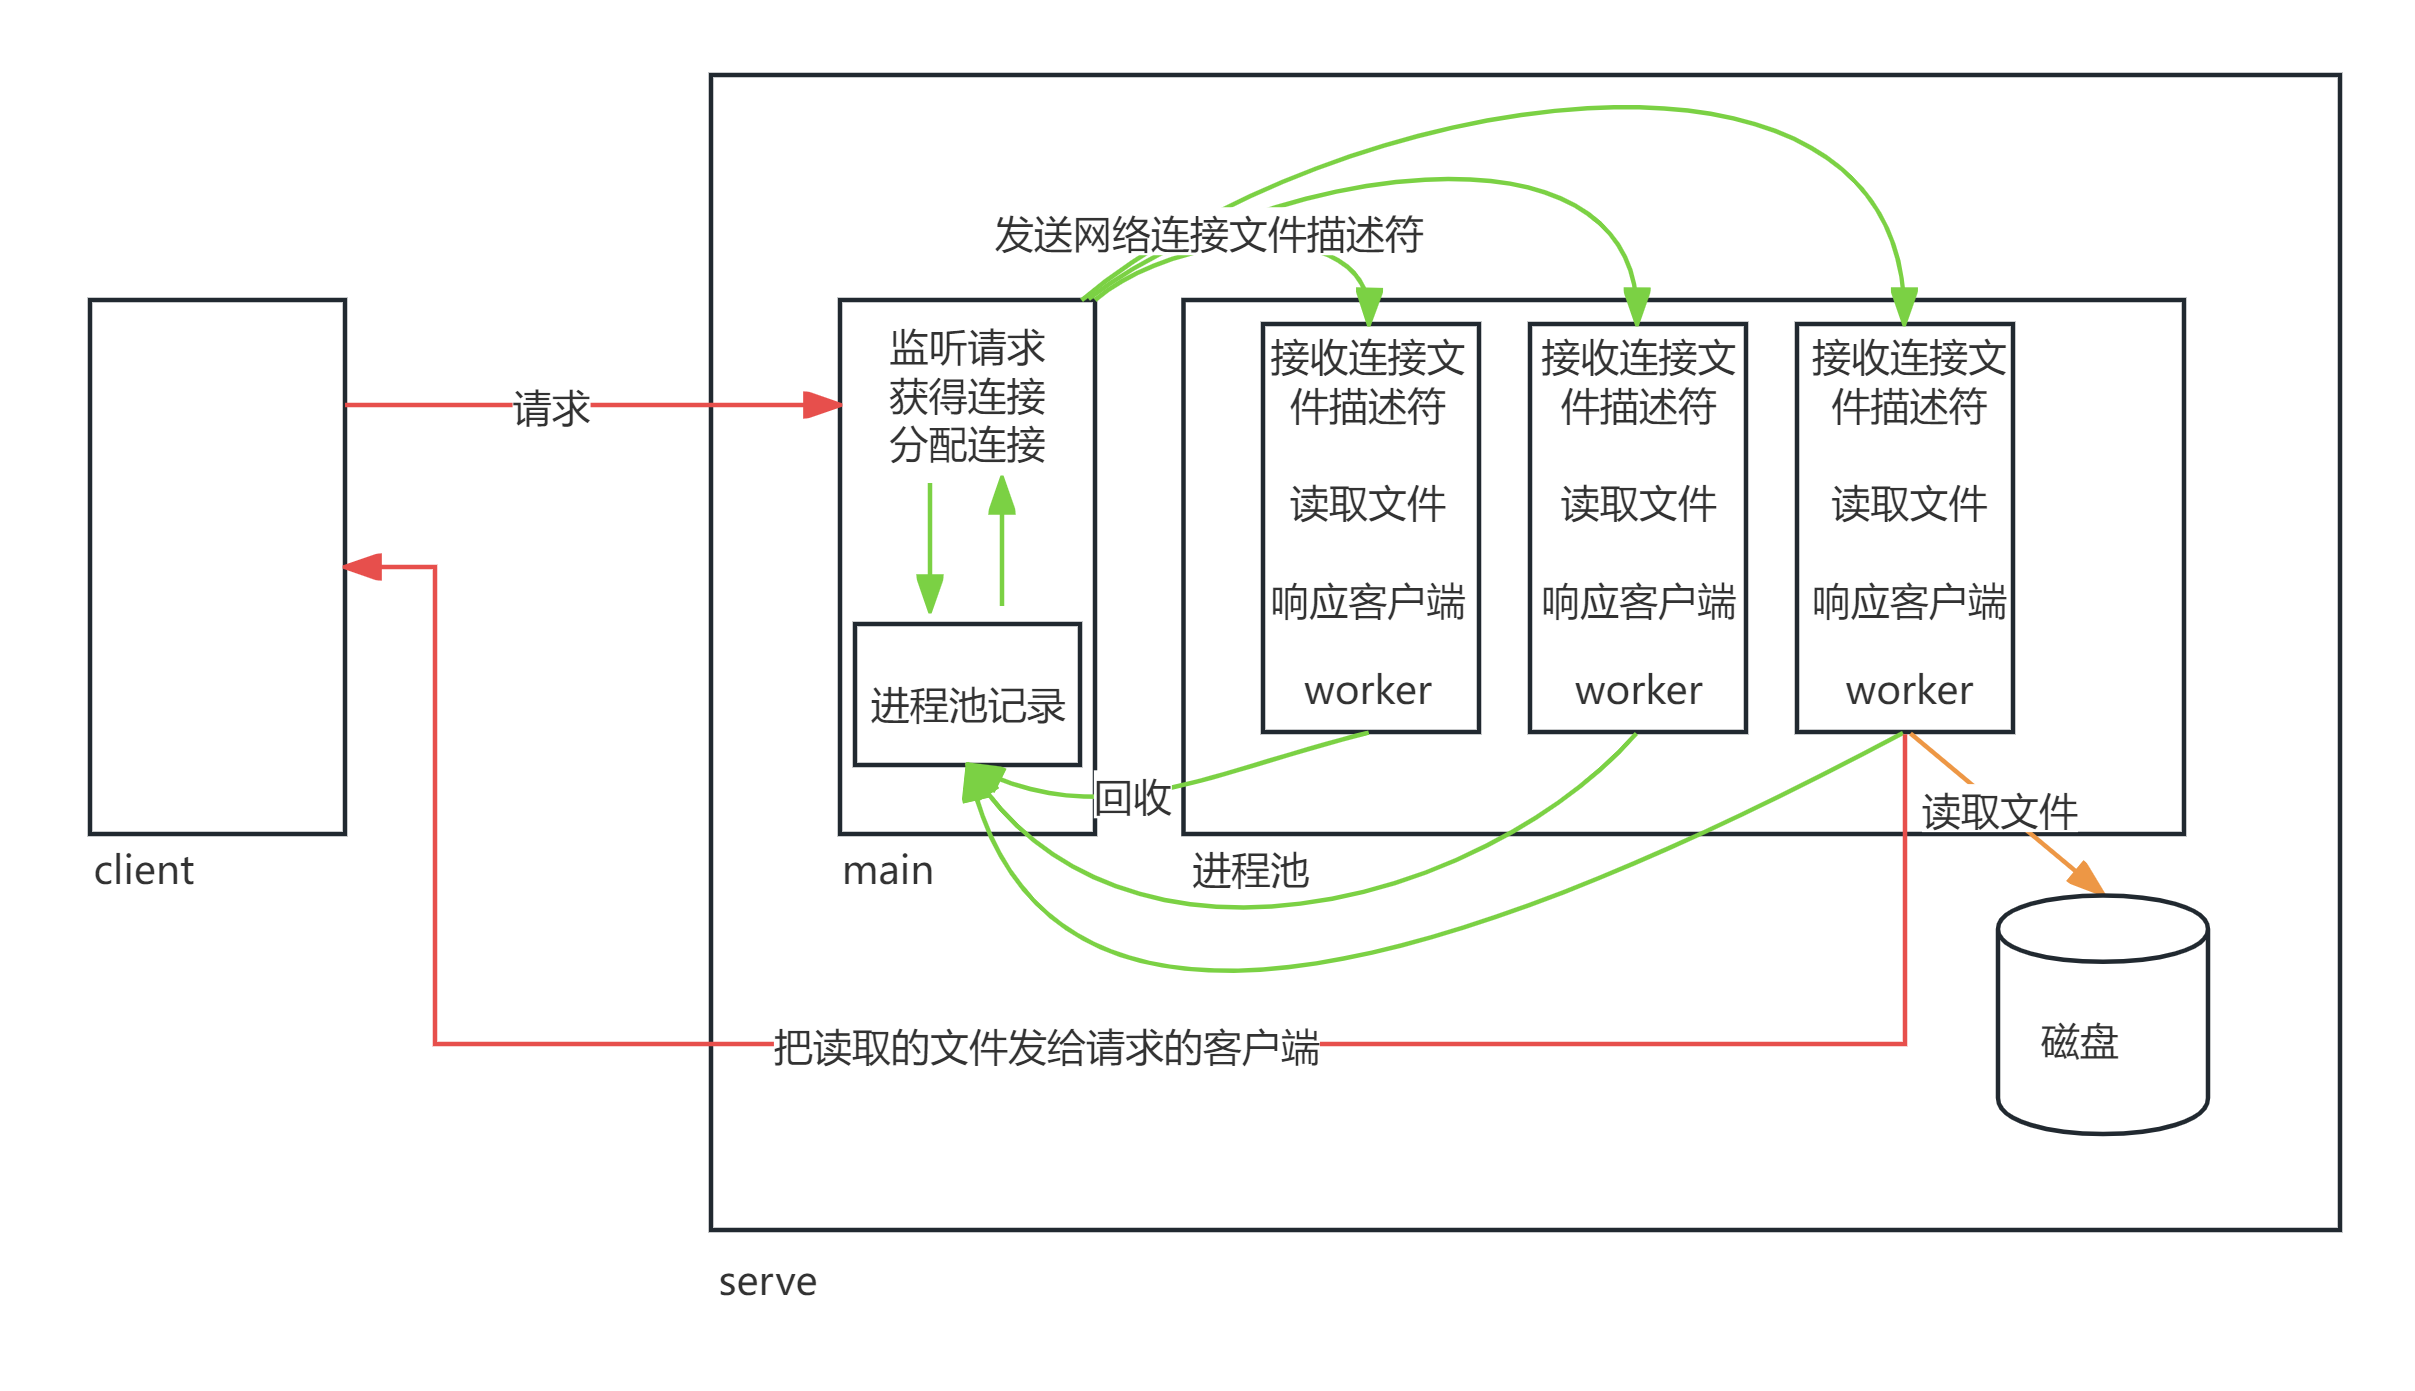 发送网络连接文件描述符
请求
监听请求
获得连接
分配连接
进程池记录
接收连接文
件描述符
读取文件
响应客户端
worker
接收连接文
件描述符
读取文件
响应客户端
worker
接收连接文
件描述符
读取文件
响应客户端
worker
回收
读取文件
client
main
进程池
把读取的文件发给请求的客户端
磁盘
serve